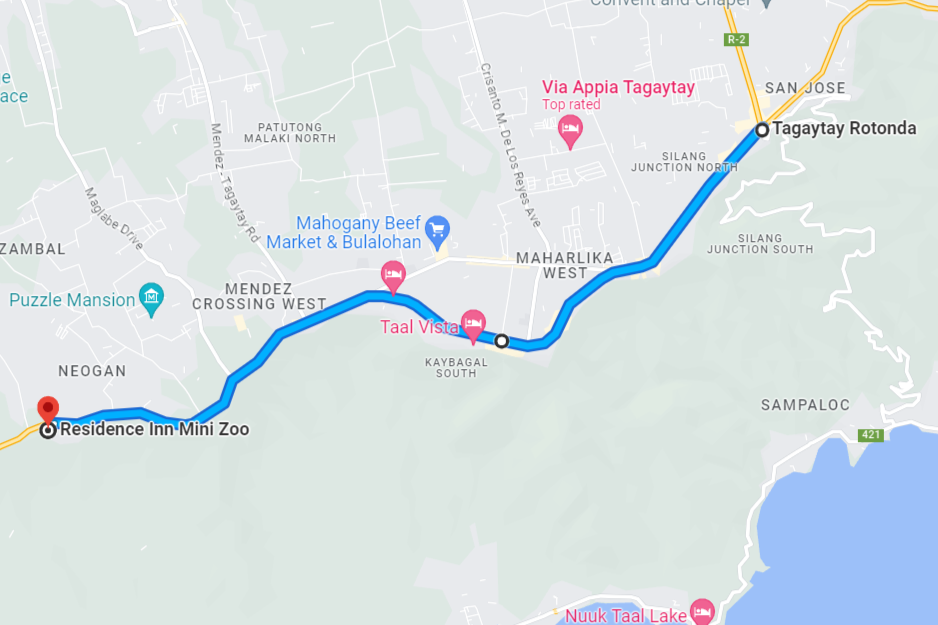 Convent and Chapel
R-2
e
ace
Via Appia Tagaytay
Top rated
SAN JOSE
Tagaytay Rotonda
PATUTONG
MALAKI NORTH
Crisanto M. De Los Reyes Ave
Mendez - Tagaytay Rd
SILANG
JUNCTION NORTH
Maglabe Drive
Mahogany Beef
Market & Bulalohan
ZAMBAL
SILANG
JUNCTION SOUTH
MAHARLIKA
WEST
Puzzle Mansion
MENDEZ
CROSSING WEST
Taal Vista
KAYBAGAL
SOUTH
NEOGAN
SAMPALOC
Residence Inn Mini Zoo
421
Nuuk Taal Lake